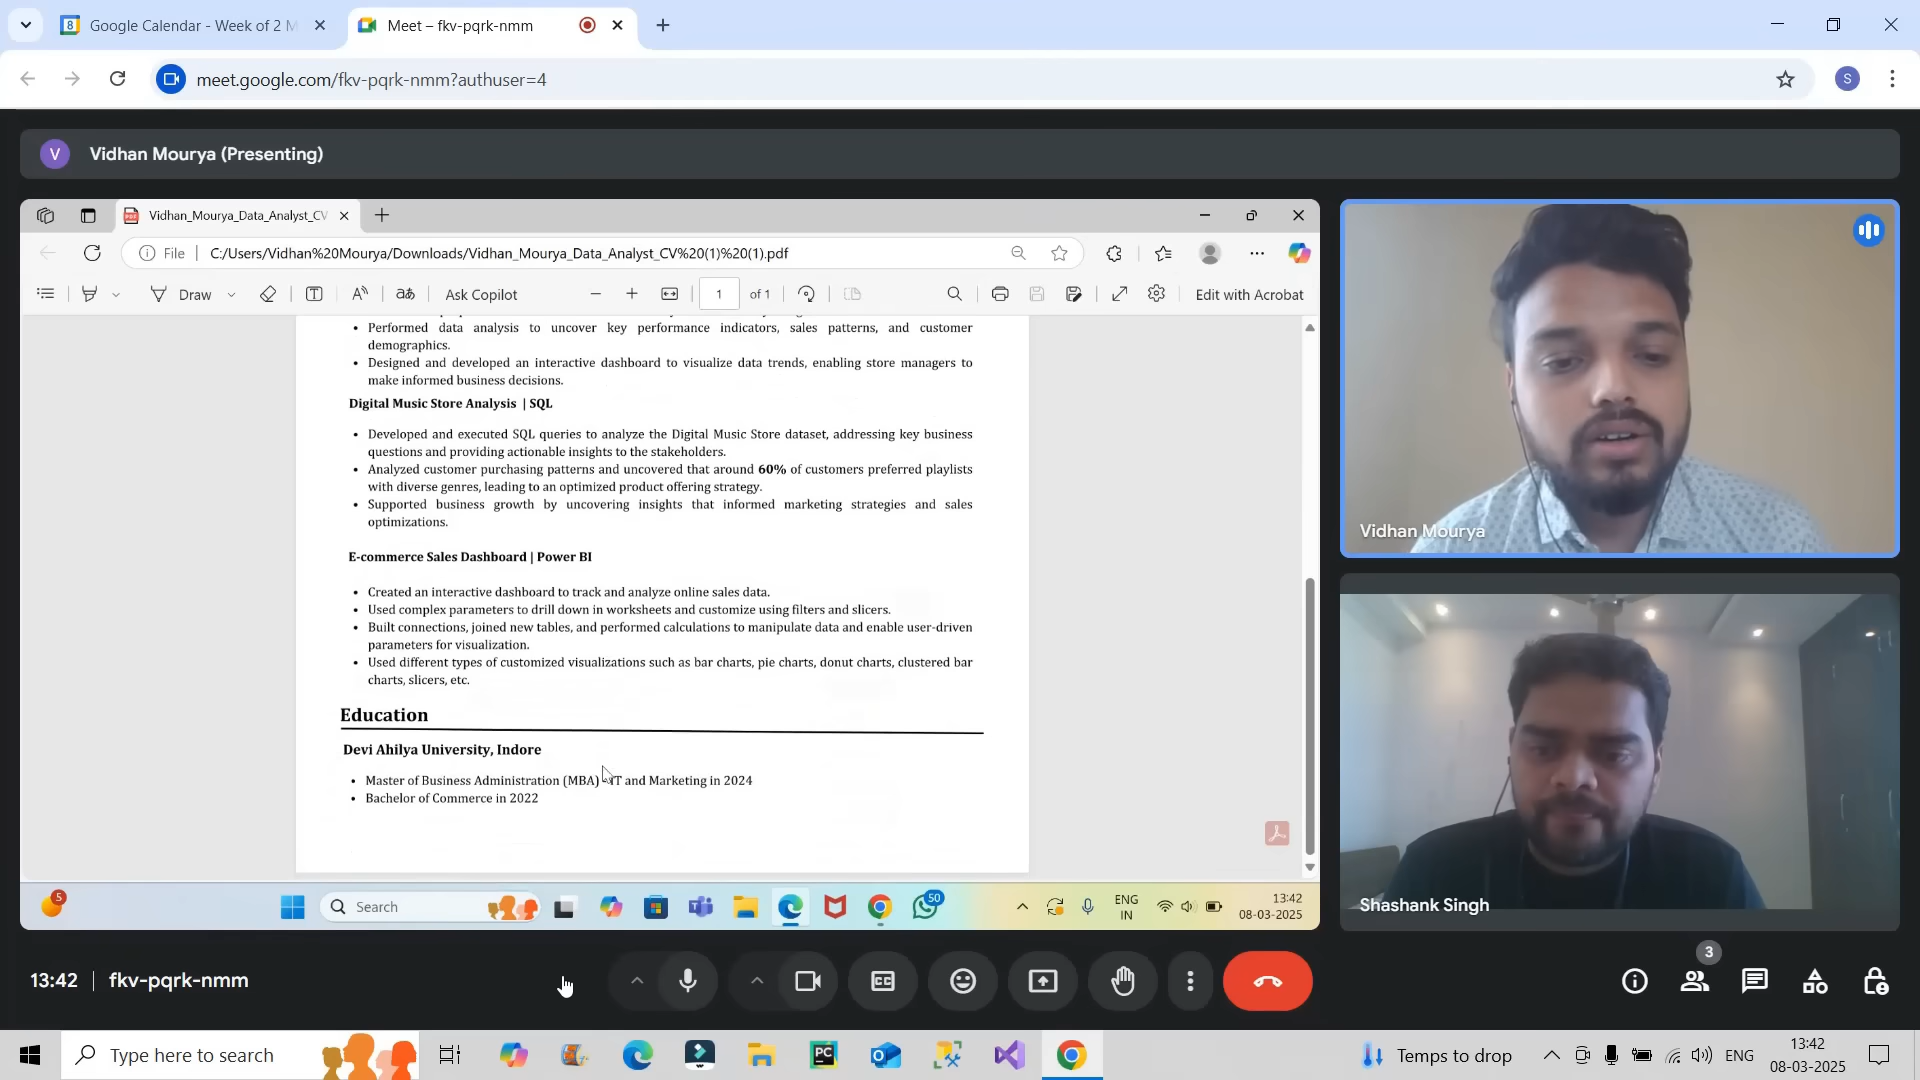 Google Calendar - Week of 2 M
Meet – fkv-pqrk-nmm
meet.google.com/fkv-pqrk-nmm?authuser=4
S
V
Vidhan Mourya (Presenting)
Vidhan_Mourya_Data_Analyst_CV
File
C:/Users/Vidhan%20Mourya/Downloads/Vidhan_Mourya_Data_Analyst_CV%20(1)%20(1).pdf
Draw
Ask Copilot
1
of 1
Edit with Acrobat
• Performed data analysis to uncover key performance indicators, sales patterns, and customer
demographics.
• Designed and developed an interactive dashboard to visualize data trends, enabling store managers to
make informed business decisions.
Digital Music Store Analysis | SQL
• Developed and executed SQL queries to analyze the Digital Music Store dataset, addressing key business
questions and providing actionable insights to the stakeholders.
• Analyzed customer purchasing patterns and uncovered that around 60% of customers preferred playlists
with diverse genres, leading to an optimized product offering strategy.
• Supported business growth by uncovering insights that informed marketing strategies and sales
optimizations.
E-commerce Sales Dashboard | Power BI
• Created an interactive dashboard to track and analyze online sales data.
• Used complex parameters to drill down in worksheets and customize using filters and slicers.
• Built connections, joined new tables, and performed calculations to manipulate data and enable user-driven
parameters for visualization.
• Used different types of customized visualizations such as bar charts, pie charts, donut charts, clustered bar
charts, slicers, etc.
Education
Devi Ahilya University, Indore
• Master of Business Administration (MBA) IT and Marketing in 2024
• Bachelor of Commerce in 2022
5
Search
50
ENG
IN
13:42
08-03-2025
Vidhan Mourya
Shashank Singh
13:42
fkv-pqrk-nmm
3
Type here to search
PC
Temps to drop
ENG
13:42
08-03-2025